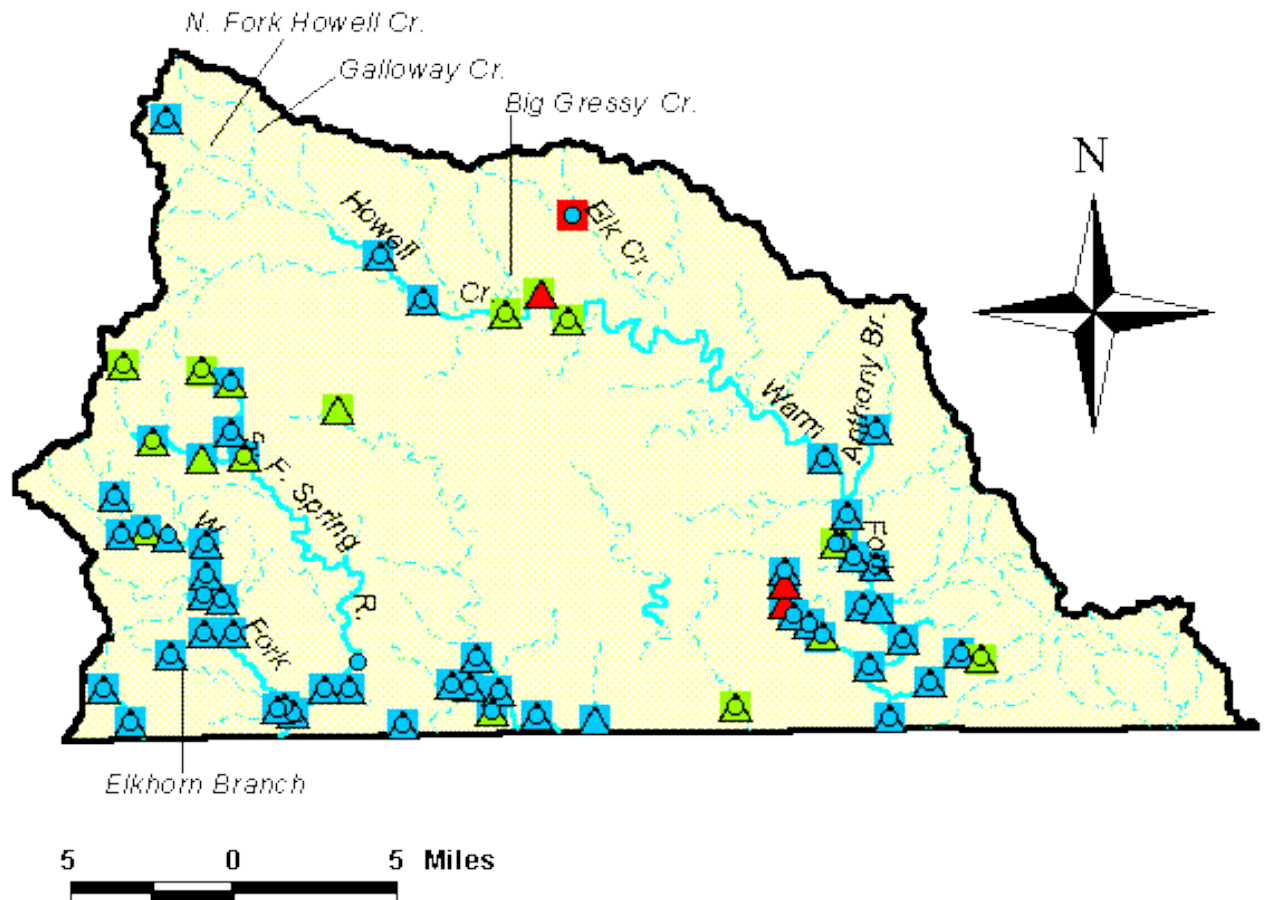 N. Fork Howell Cr.
Galloway Cr.
Big Gressy Cr.
N
Howell
Cr.
Elk Cr.
Warm
Anthony Br.
Fork
S. F. Spring
R.
W.
Fork
Elkhorn Branch
5 0 5 Miles